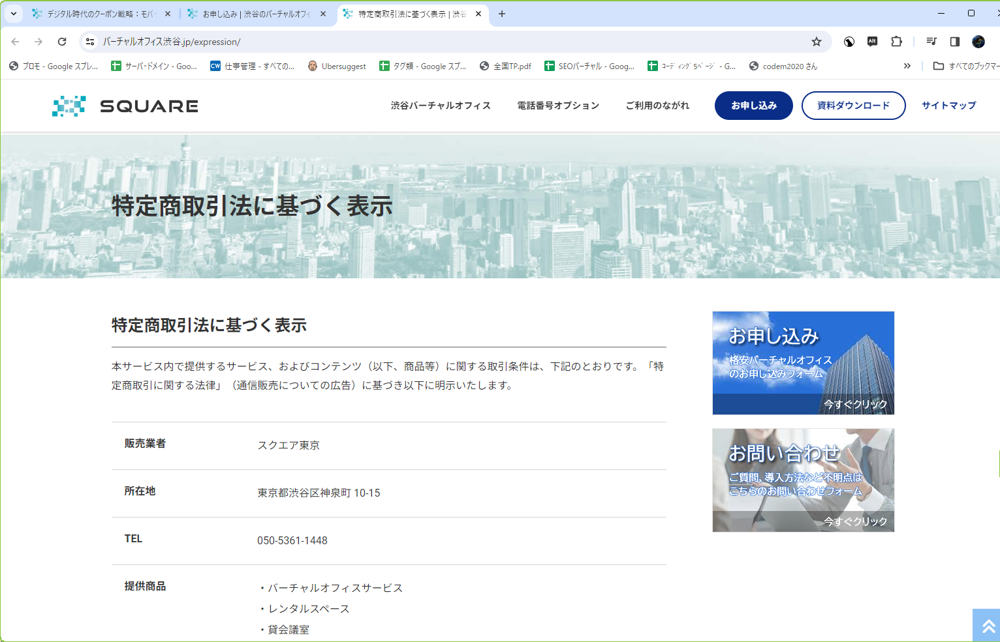 デジタル時代のクーポン戦略：モバイ
お申し込み | 渋谷のバーチャルオフィ
特定商取引法に基づく表示 | 渋谷
バーチャルオフィス渋谷.jp/expression/
プロモ - Google スプレ...
サーバ・ドメイン - Goo...
CW 仕事管理 - すべての...
Ubersuggest
タグ類 - Google スプ...
全国TP.pdf
SEOバーチャル - Goog...
ｺｰﾃﾞｨﾝｸﾞ 5ﾍﾟｰｼﾞ - G...
codem2020 さん
すべてのブックマー
SQUARE
渋谷バーチャルオフィス
電話番号オプション
ご利用のながれ
お申し込み
資料ダウンロード
サイトマップ
特定商取引法に基づく表示
特定商取引法に基づく表示
本サービス内で提供するサービス、およびコンテンツ（以下、商品等）に関する取引条件は、下記のとおりです。「特
定商取引に関する法律」（通信販売についての広告）に基づき以下に明示いたします。
販売業者 スクエア東京
所在地 東京都渋谷区神泉町 10-15
TEL 050-5361-1448
提供商品 ・バーチャルオフィスサービス
・レンタルスペース
・貸会議室
お申し込み
格安バーチャルオフィス
のお申し込みフォーム
今すぐクリック
お問い合わせ
ご質問、導入方法など不明点は
こちらのお問い合わせフォーム
今すぐクリック